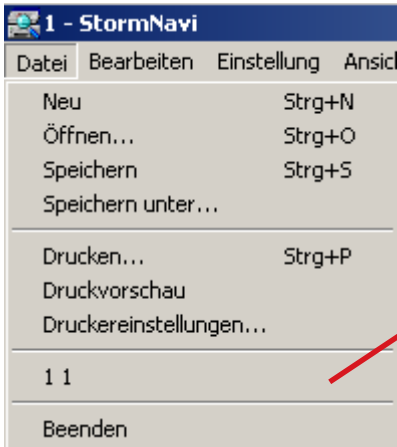 1 - StormNavi
Datei Bearbeiten Einstellung
Neu Strg+N
Öffnen... Strg+O
Speichern Strg+S
Speichern unter...
Drucken... Strg+P
Druckvorschau
Druckereinstellungen...
1 1
Beenden